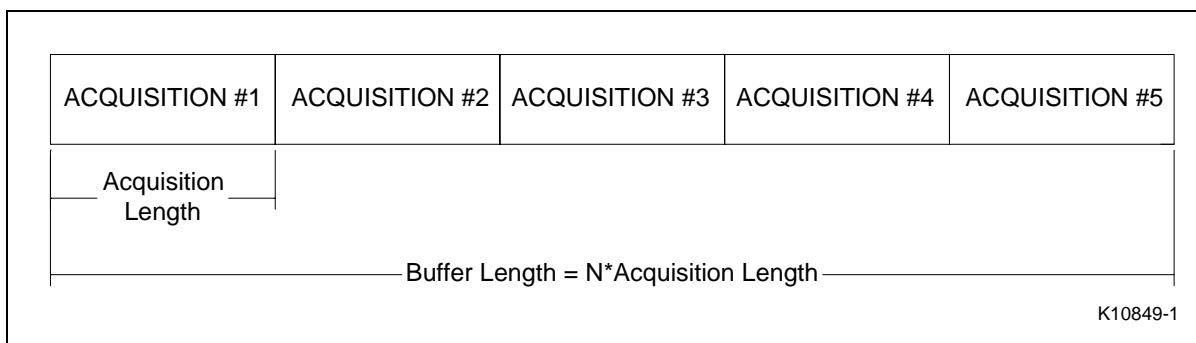 ACQUISITION #1 ACQUISITION #2 ACQUISITION #3 ACQUISITION #4 ACQUISITION #5
Acquisition
Length
Buffer Length = N*Acquisition Length
K10849-1